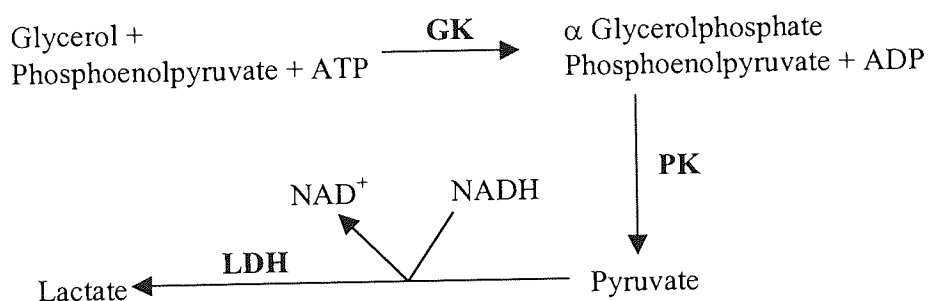 Glycerol +
Phosphoenolpyruvate + ATP
GK
α Glycerolphosphate
Phosphoenolpyruvate + ADP
PK
NAD⁺
NADH
LDH
Lactate
Pyruvate